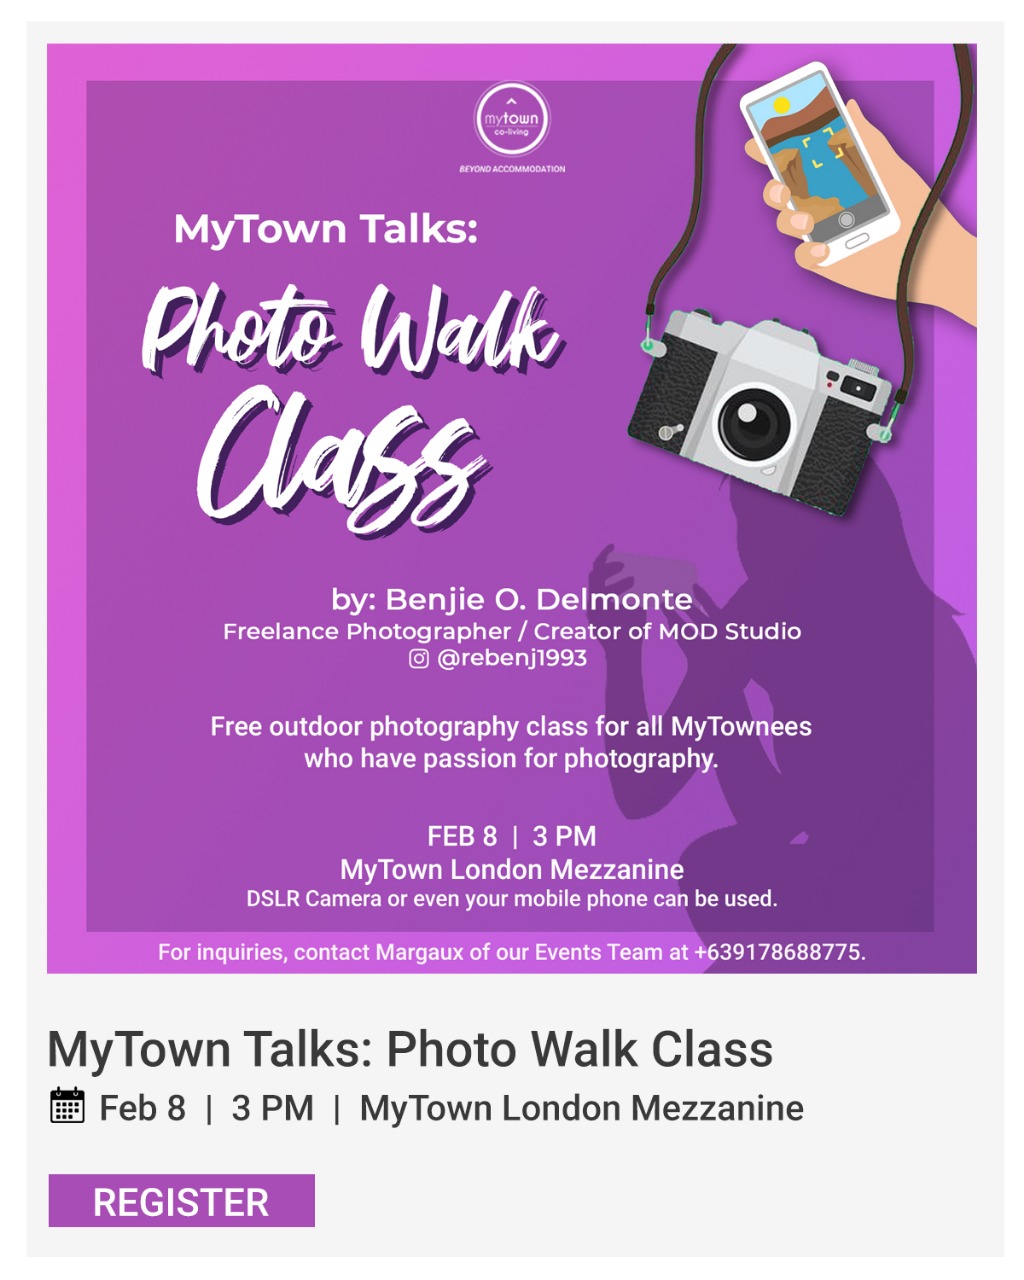 mytown
co-living
BEYOND ACCOMMODATION
MyTown Talks:
Photo Walk
Class
by: Benjie O. Delmonte
Freelance Photographer / Creator of MOD Studio
@rebenj1993
Free outdoor photography class for all MyTownees
who have passion for photography.
FEB 8 | 3 PM
MyTown London Mezzanine
DSLR Camera or even your mobile phone can be used.
For inquiries, contact Margaux of our Events Team at +639178688775.
MyTown Talks: Photo Walk Class
Feb 8 | 3 PM | MyTown London Mezzanine
REGISTER